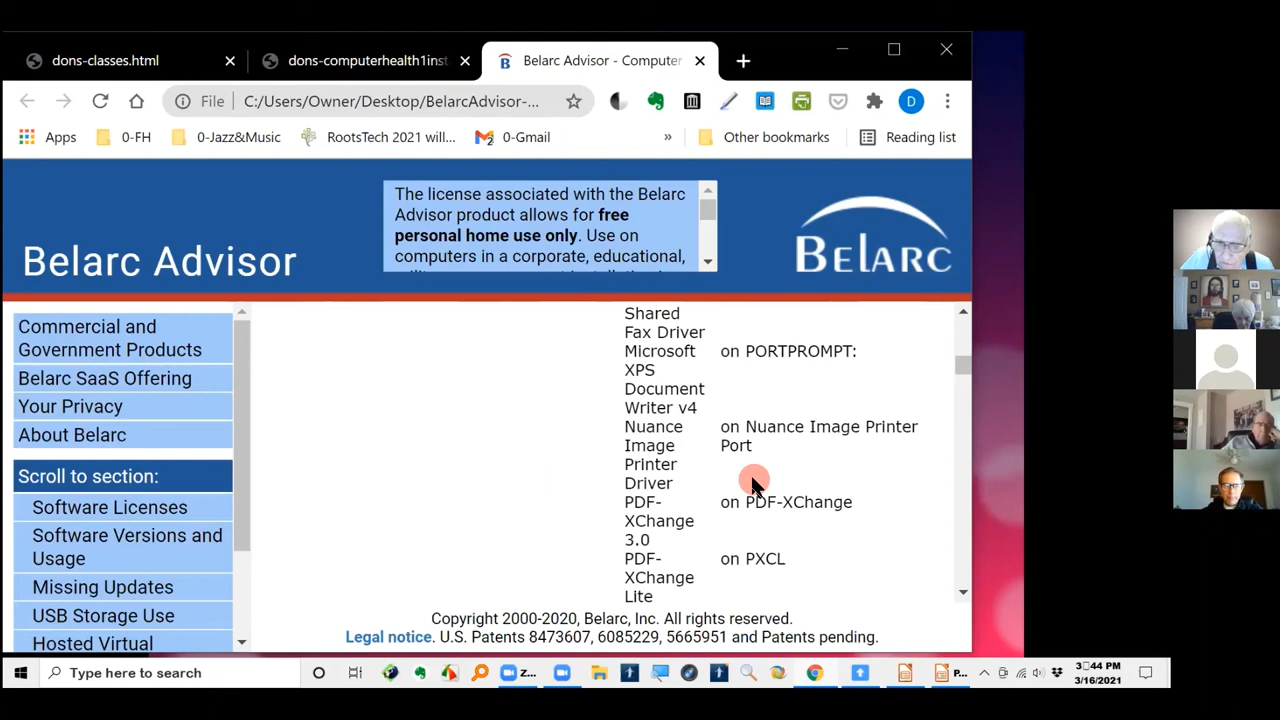 dons-classes.html
dons-computerhealth1inst
Belarc Advisor - Computer
File
C:/Users/Owner/Desktop/BelarcAdvisor-...
D
Apps
0-FH
0-Jazz&Music
RootsTech 2021 will...
0-Gmail
»
Other bookmarks
Reading list
Belarc Advisor
The license associated with the Belarc
Advisor product allows for free
personal home use only. Use on
computers in a corporate, educational,
BELARC
Commercial and
Government Products
Belarc SaaS Offering
Your Privacy
About Belarc
Scroll to section:
Software Licenses
Software Versions and
Usage
Missing Updates
USB Storage Use
Hosted Virtual
Shared
Fax Driver
Microsoft on PORTPROMPT:
XPS
Document
Writer v4
Nuance on Nuance Image Printer
Image Port
Printer
Driver
PDF- on PDF-XChange
XChange
3.0
PDF- on PXCL
XChange
Lite
Copyright 2000-2020, Belarc, Inc. All rights reserved.
Legal notice. U.S. Patents 8473607, 6085229, 5665951 and Patents pending.
Type here to search
Z...
P...
3:44 PM
3/16/2021